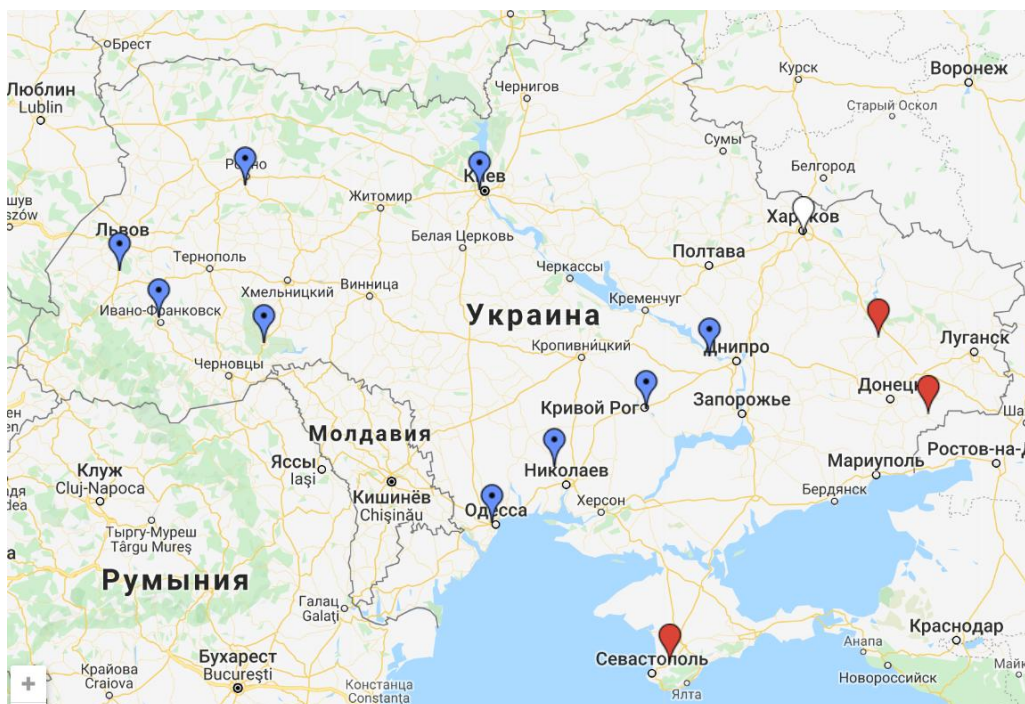 Брест
Курск
Воронеж
Люблин
Lublin
Чернигов
Старый Оскол
Сумы
Белгород
Киев
Житомир
Харьков
Львов
Белая Церковь
Полтава
Тернополь
Хмельницкий
Винница
Черкассы
Ивано-Франковск
Кременчуг
Украина
Кропивницкий
Днипро
Луганск
Черновцы
Донецк
Кривой Рог
Запорожье
Молдавия
Яссы
Iași
Клуж
Cluj-Napoca
Николаев
Мариуполь
Ростов-на-Д
Кишинёв
Chișinău
Херсон
Бердянск
Одесса
Тыргу-Муреш
Târgu Mureș
Румыния
Галац
Galați
Краснодар
Анапа
Севастополь
Новороссийск
Ялта
Бухарест
București
Крайова
Craiova
Констанца
Constanța